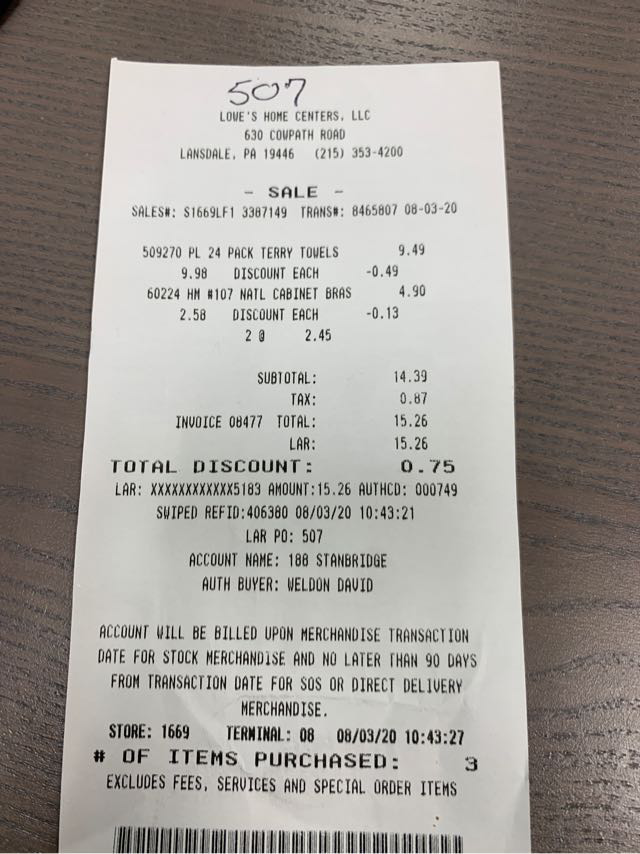 507
LOWE'S HOME CENTERS, LLC
630 COWPATH ROAD
LANSDALE, PA 19446 (215) 353-4200
- SALE -
SALES#: S1669LF1 3387149 TRANS#: 8465807 08-03-20
509270 PL 24 PACK TERRY TOWELS 9.49
9.98 DISCOUNT EACH -0.49
60224 HM #107 NATL CABINET BRAS 4.90
2.58 DISCOUNT EACH -0.13
2 @ 2.45
SUBTOTAL: 14.39
TAX: 0.87
INVOICE 08477 TOTAL: 15.26
LAR: 15.26
TOTAL DISCOUNT: 0.75
LAR: XXXXXXXXXXXX5183 AMOUNT:15.26 AUTHCD: 000749
SWIPED REFID:406380 08/03/20 10:43:21
LAR PO: 507
ACCOUNT NAME: 188 STANBRIDGE
AUTH BUYER: WELDON DAVID
ACCOUNT WILL BE BILLED UPON MERCHANDISE TRANSACTION
DATE FOR STOCK MERCHANDISE AND NO LATER THAN 90 DAYS
FROM TRANSACTION DATE FOR SOS OR DIRECT DELIVERY
MERCHANDISE.
STORE: 1669 TERMINAL: 08 08/03/20 10:43:27
# OF ITEMS PURCHASED: 3
EXCLUDES FEES, SERVICES AND SPECIAL ORDER ITEMS